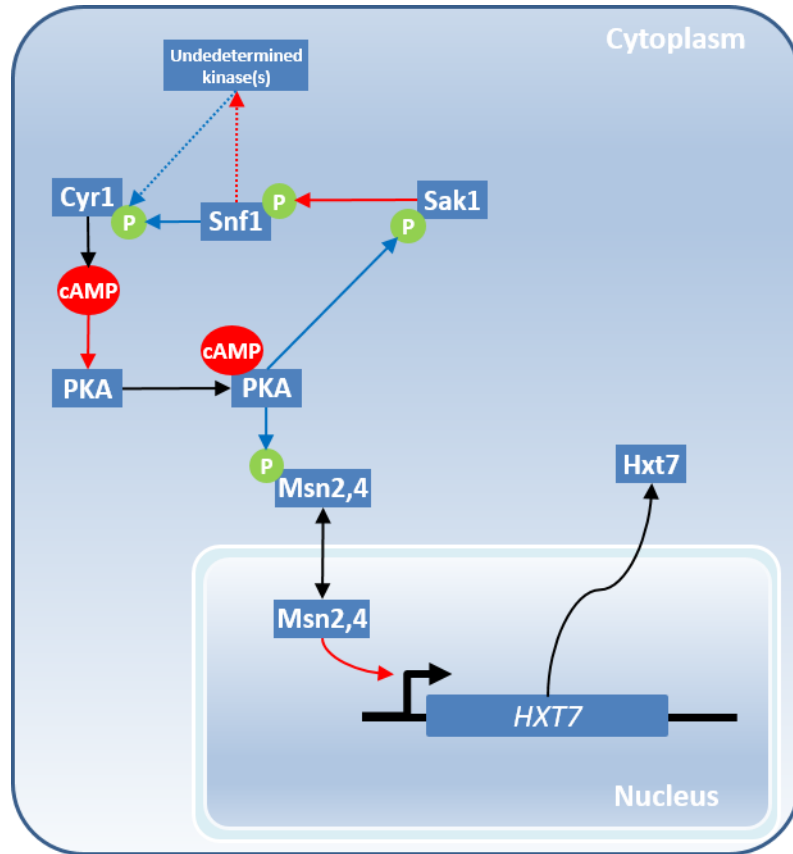 Cytoplasm
Undedetermined
kinase(s)
Cyr1
P
Snf1
P
Sak1
P
cAMP
cAMP
PKA
PKA
P
Msn2,4
Hxt7
Msn2,4
HXT7
Nucleus